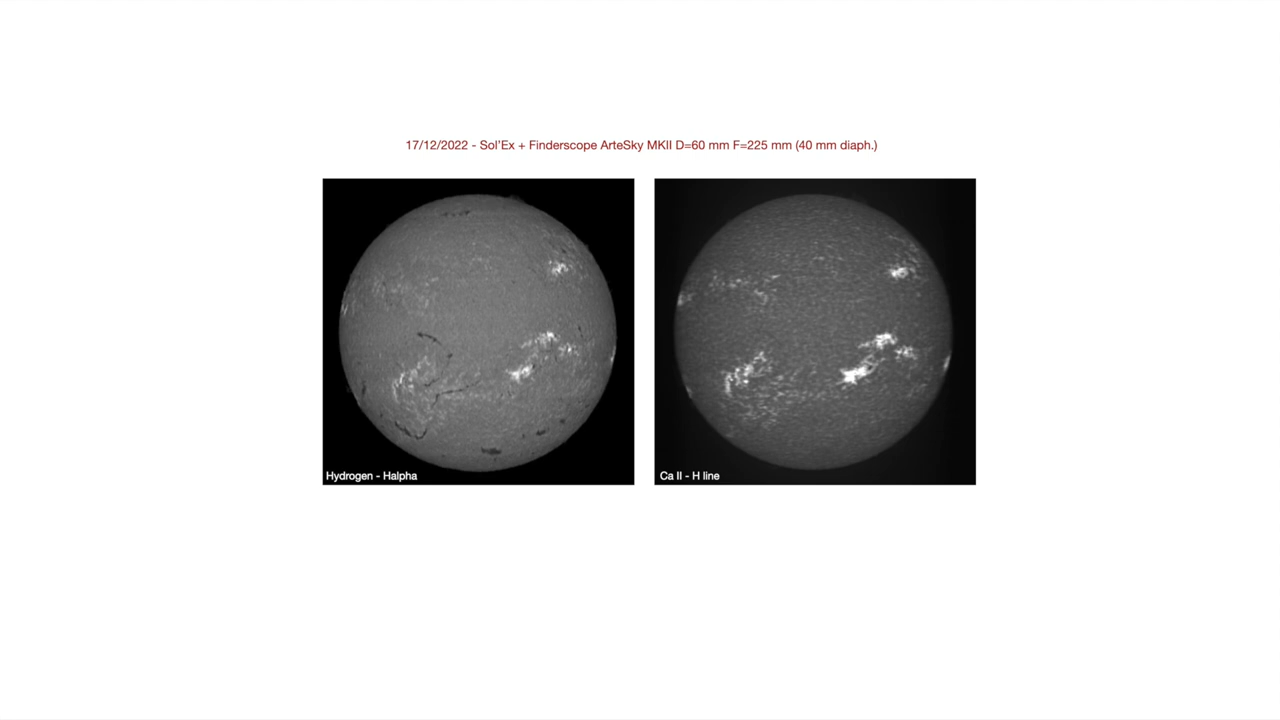 17/12/2022 - Sol'Ex + Finderscope ArteSky MKII D=60 mm F=225 mm (40 mm diaph.)
Hydrogen - Halpha
Ca II - H line